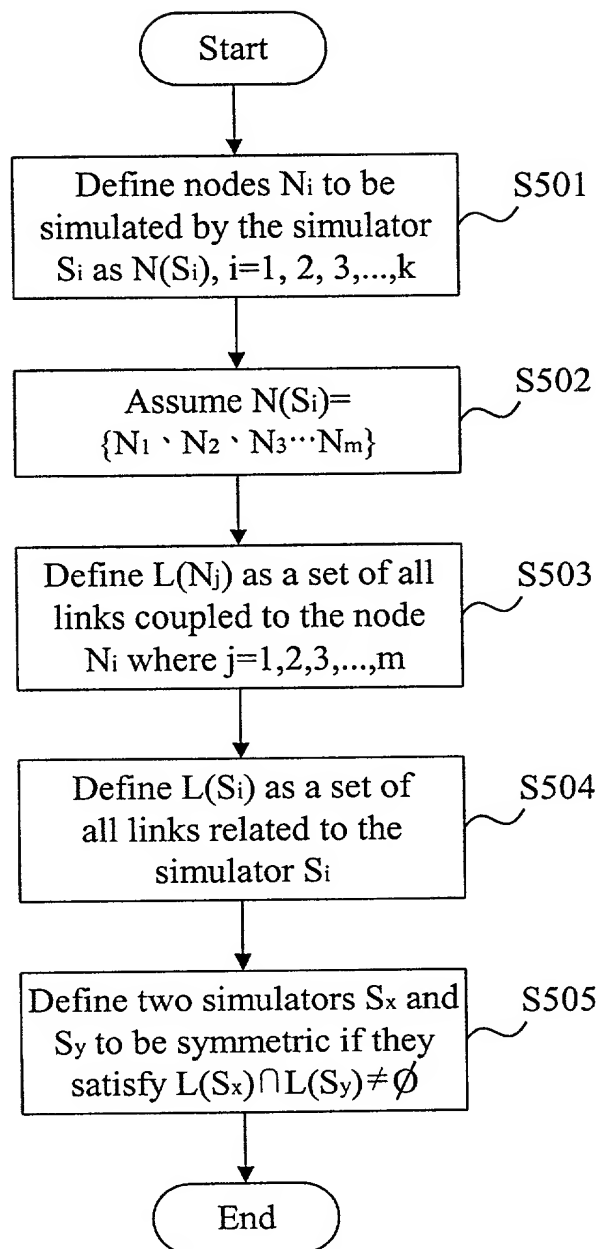 Start
Define nodes Ni to be
simulated by the simulator
Si as N(Si), i=1, 2, 3,...,k
S501
Assume N(Si)=
{N1、N2、N3···Nm}
S502
Define L(Nj) as a set of all
links coupled to the node
Ni where j=1,2,3,...,m
S503
Define L(Si) as a set of
all links related to the
simulator Si
S504
Define two simulators Sx and
Sy to be symmetric if they
satisfy L(Sx)∩L(Sy)≠∅
S505
End